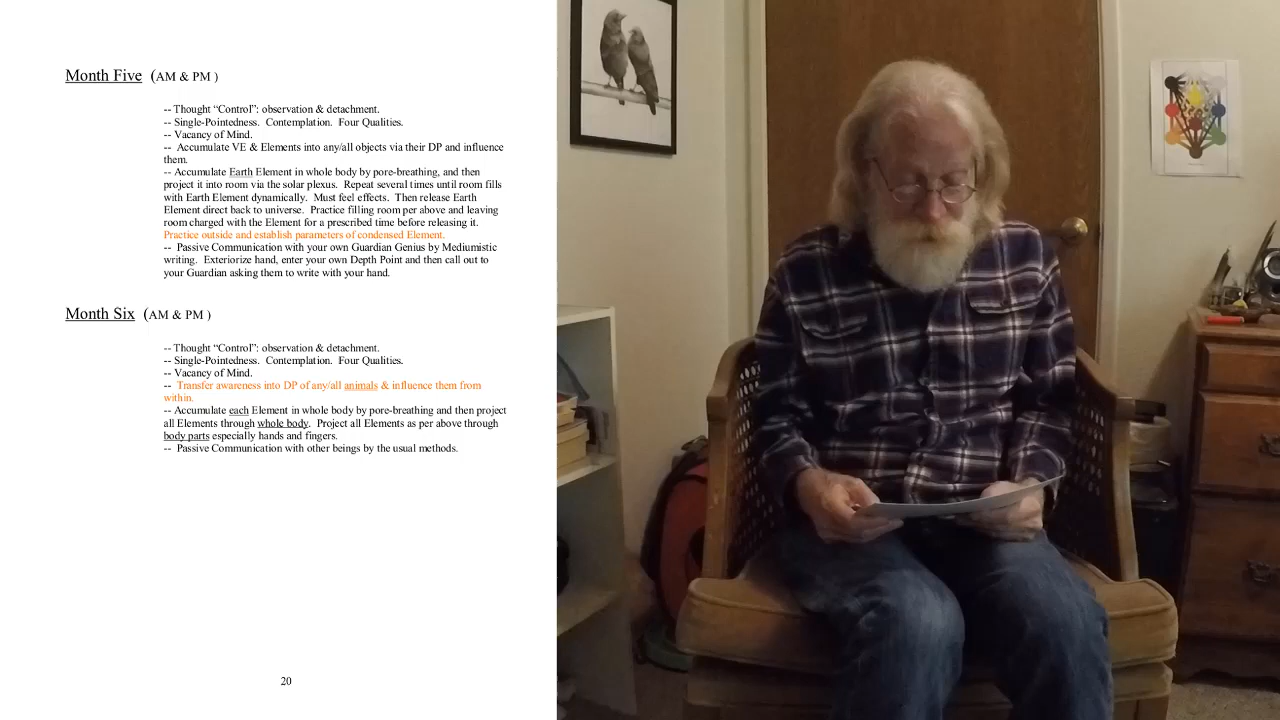 Month Five (AM & PM )
-- Thought “Control”: observation & detachment.
-- Single-Pointedness. Contemplation. Four Qualities.
-- Vacancy of Mind.
-- Accumulate VE & Elements into any/all objects via their DP and influence
them.
-- Accumulate Earth Element in whole body by pore-breathing, and then
project it into room via the solar plexus. Repeat several times until room fills
with Earth Element dynamically. Must feel effects. Then release Earth
Element direct back to universe. Practice filling room per above and leaving
room charged with the Element for a prescribed time before releasing it.
Practice outside and establish parameters of condensed Element.
-- Passive Communication with your own Guardian Genius by Mediumistic
writing. Exteriorize hand, enter your own Depth Point and then call out to
your Guardian asking them to write with your hand.
Month Six (AM & PM )
-- Thought “Control”: observation & detachment.
-- Single-Pointedness. Contemplation. Four Qualities.
-- Vacancy of Mind.
-- Transfer awareness into DP of any/all animals & influence them from
within.
-- Accumulate each Element in whole body by pore-breathing and then project
all Elements through whole body. Project all Elements as per above through
body parts especially hands and fingers.
-- Passive Communication with other beings by the usual methods.
20